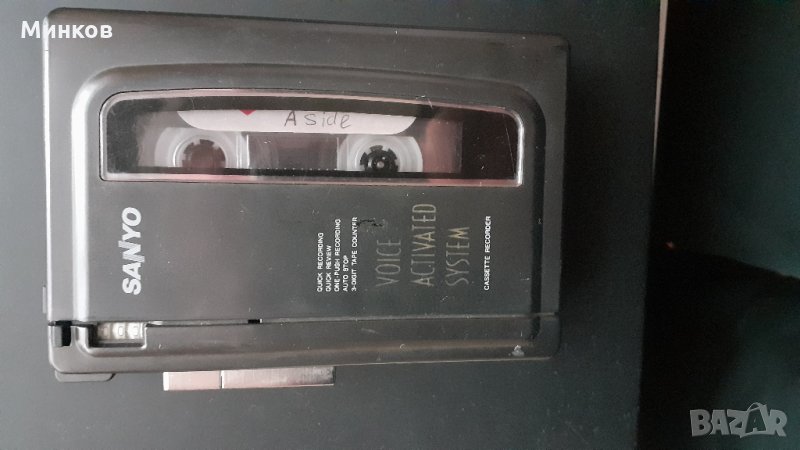 Минков
A side
SANYO
QUICK RECORDING
QUICK REVIEW
ONE-PUSH RECORDING
AUTO STOP
3-DIGIT TAPE COUNTER
VOICE
ACTIVATED
SYSTEM
CASSETTE RECORDER
BAZAR